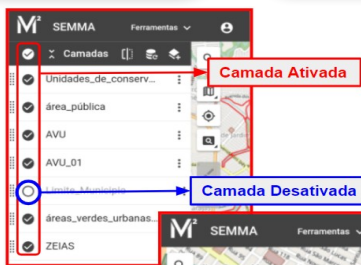 M² SEMMA Ferramentas
Camadas
Camada Ativada
Unidades_de_conserv...
área_pública
AVU
AVU_01
Limite_Municipio
Camada Desativada
áreas_verdes_urbanas...
M² SEMMA Ferramentas
ZEIAS